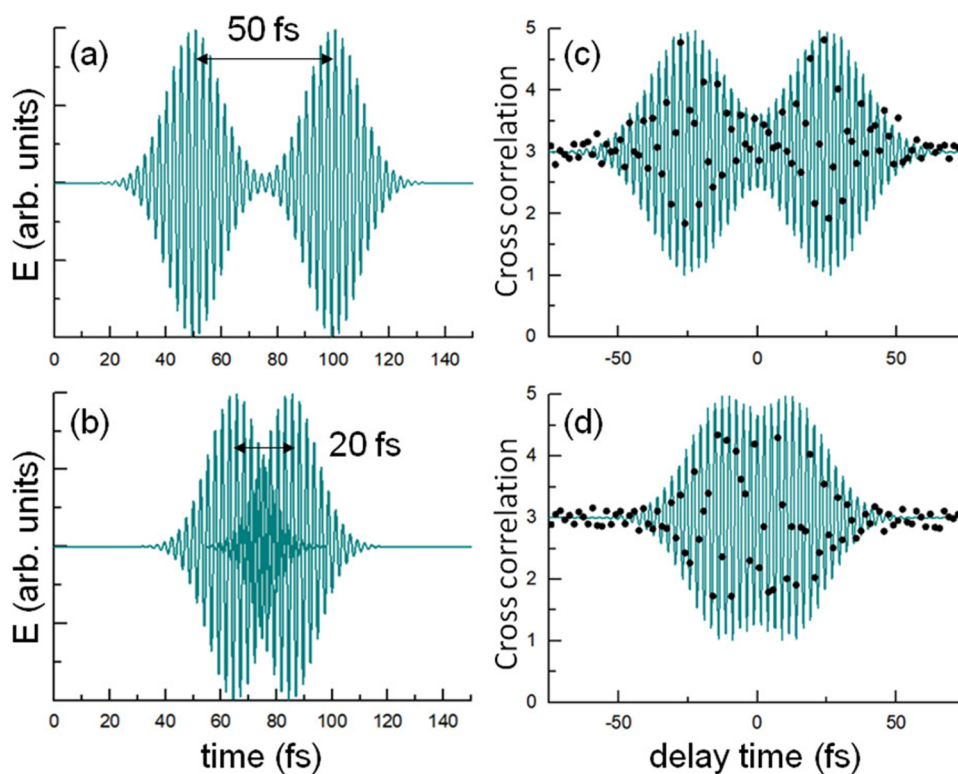 (a)
50 fs
E (arb. units)
0 20 40 60 80 100 120 140
(c)
Cross correlation
5
4
3
2
1
0
-50 0 50
(b)
20 fs
E (arb. units)
0 20 40 60 80 100 120 140
time (fs)
(d)
Cross correlation
5
4
3
2
1
0
-50 0 50
delay time (fs)